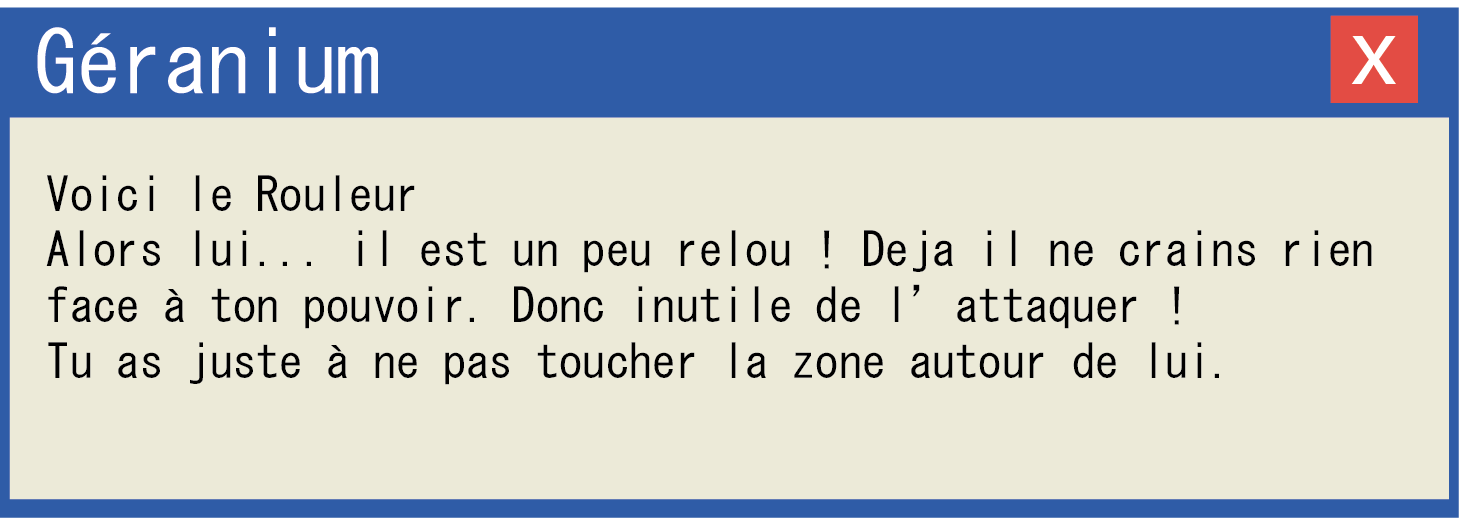 Géranium
X
Voici le Rouleur
Alors lui... il est un peu relou ! Deja il ne crains rien
face à ton pouvoir. Donc inutile de l’attaquer !
Tu as juste à ne pas toucher la zone autour de lui.